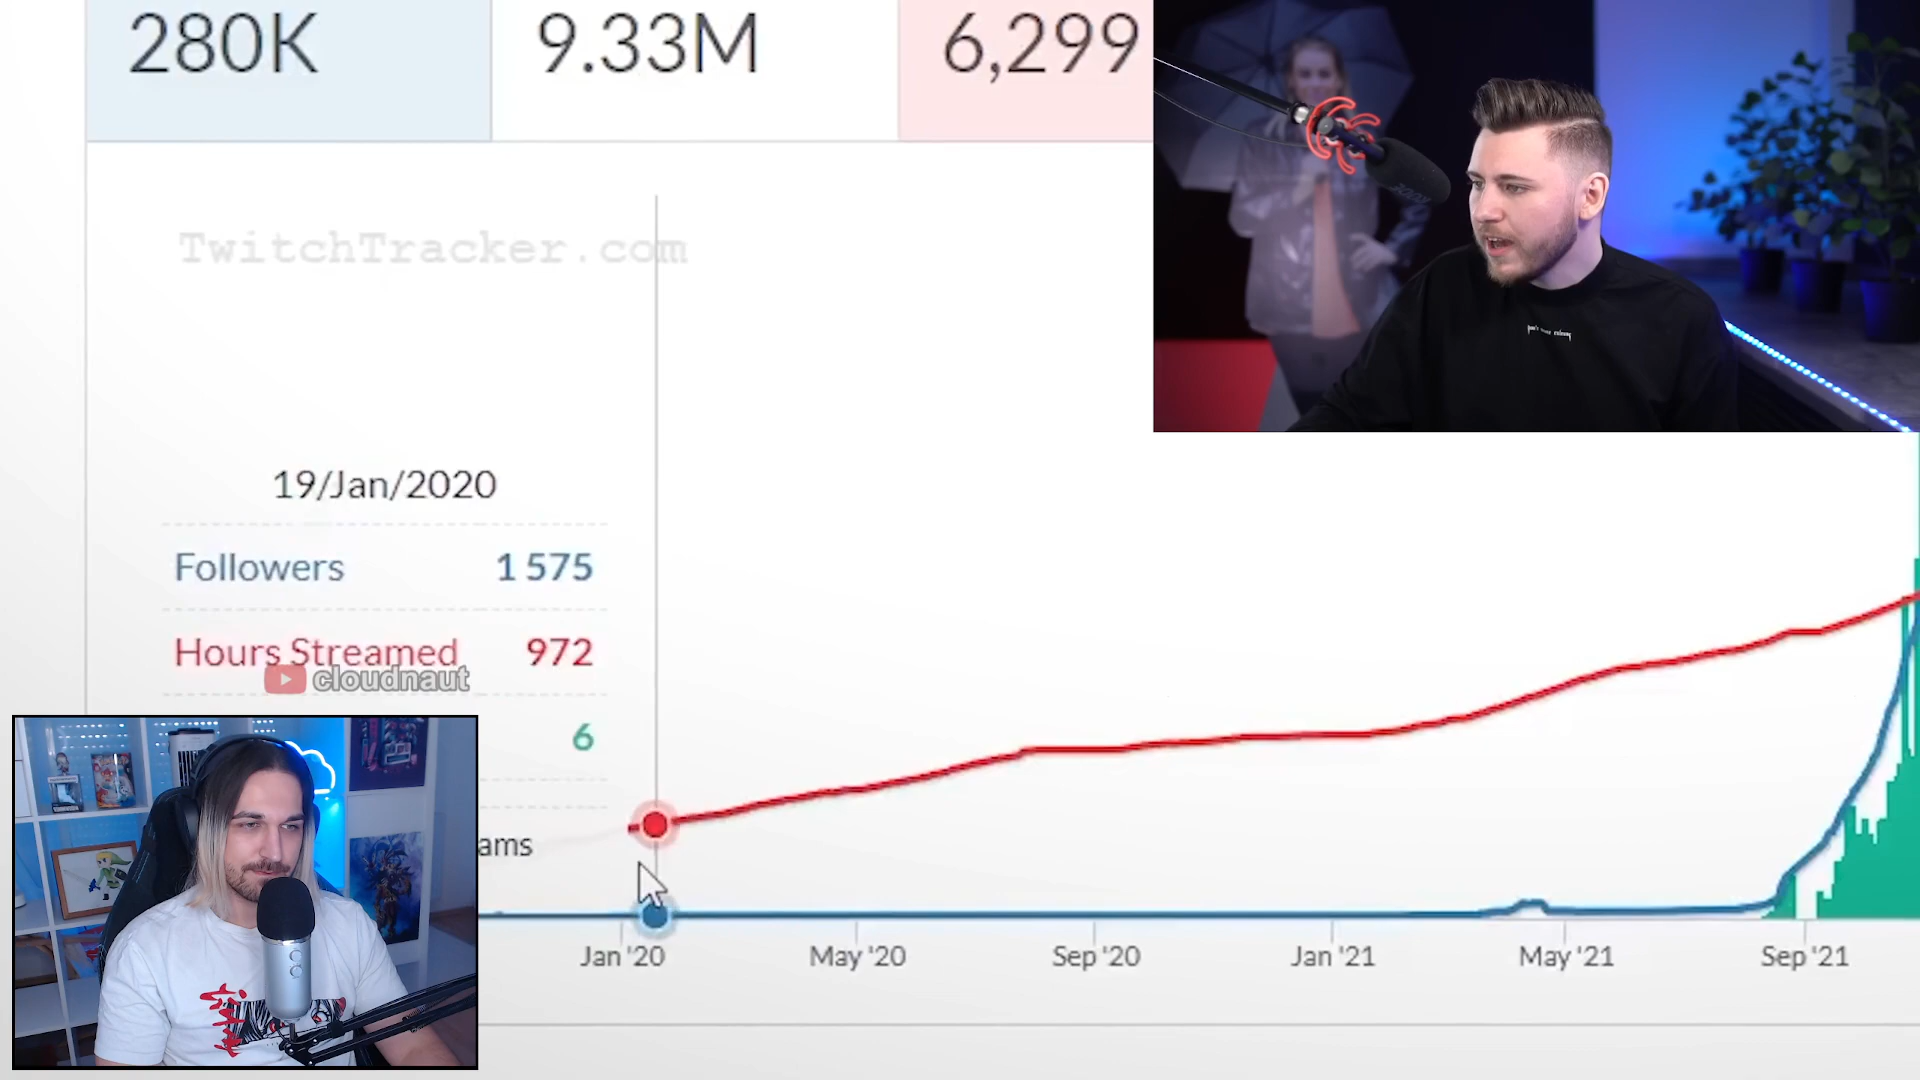 280K
9.33M
6,299
TwitchTracker.com
19/Jan/2020
Followers 1 575
Hours Streamed 972
cloudnaut
6
ams
Jan '20
May '20
Sep '20
Jan '21
May '21
Sep '21
RODE